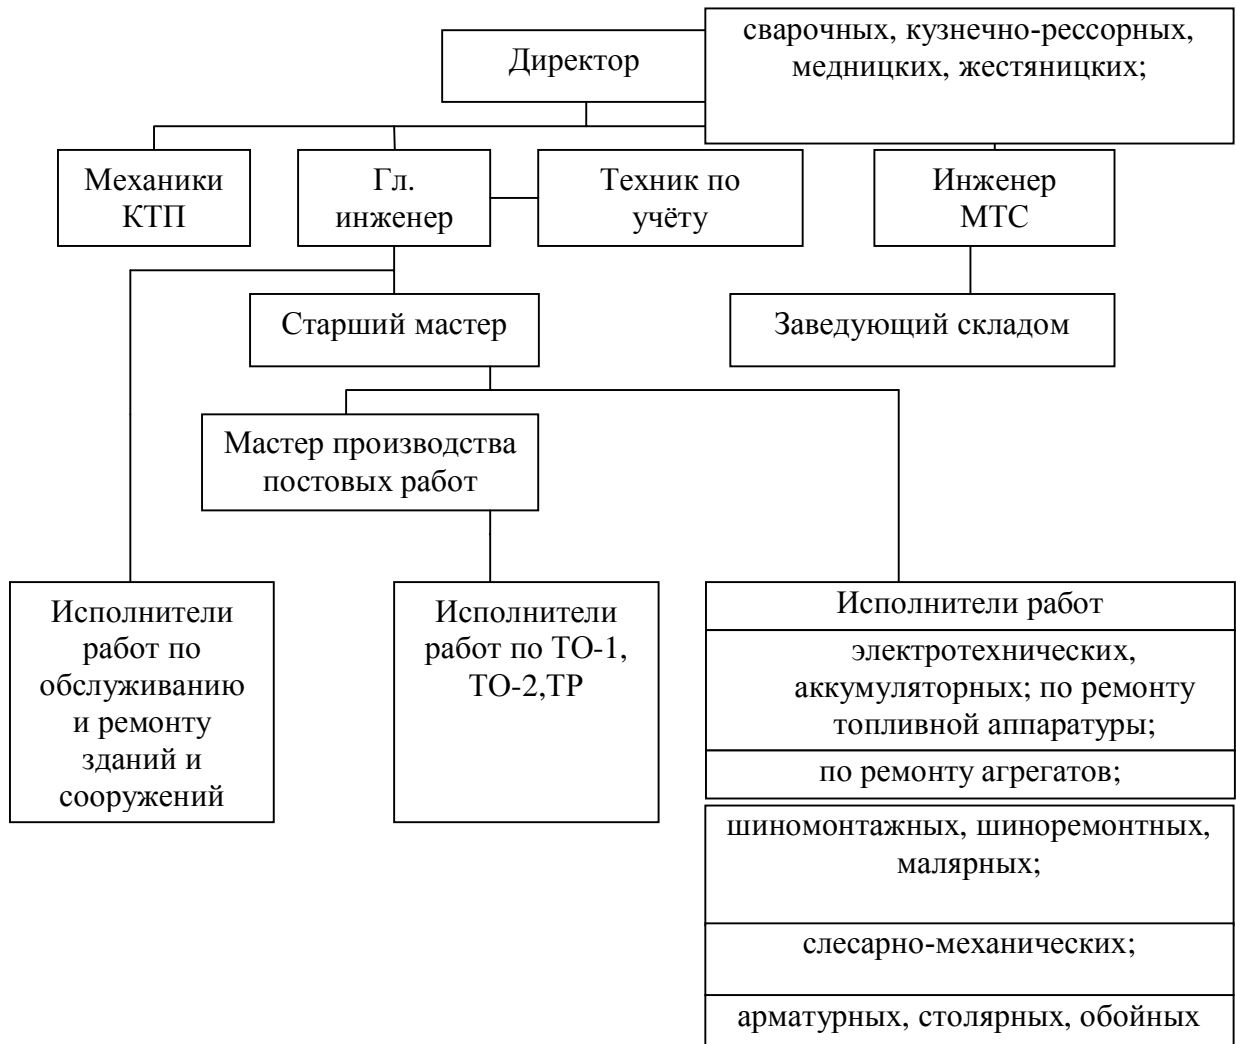 Директор
сварочных, кузнечно-рессорных,
медницких, жестяницких;
Механики
КТП
Гл.
инженер
Техник по
учёту
Инженер
МТС
Старший мастер
Заведующий складом
Мастер производства
постовых работ
Исполнители
работ по
обслуживанию
и ремонту
зданий и
сооружений
Исполнители
работ по ТО-1,
ТО-2,ТР
Исполнители работ
электротехнических,
аккумуляторных; по ремонту
топливной аппаратуры;
по ремонту агрегатов;
шиномонтажных, шиноремонтных,
малярных;
слесарно-механических;
арматурных, столярных, обойных